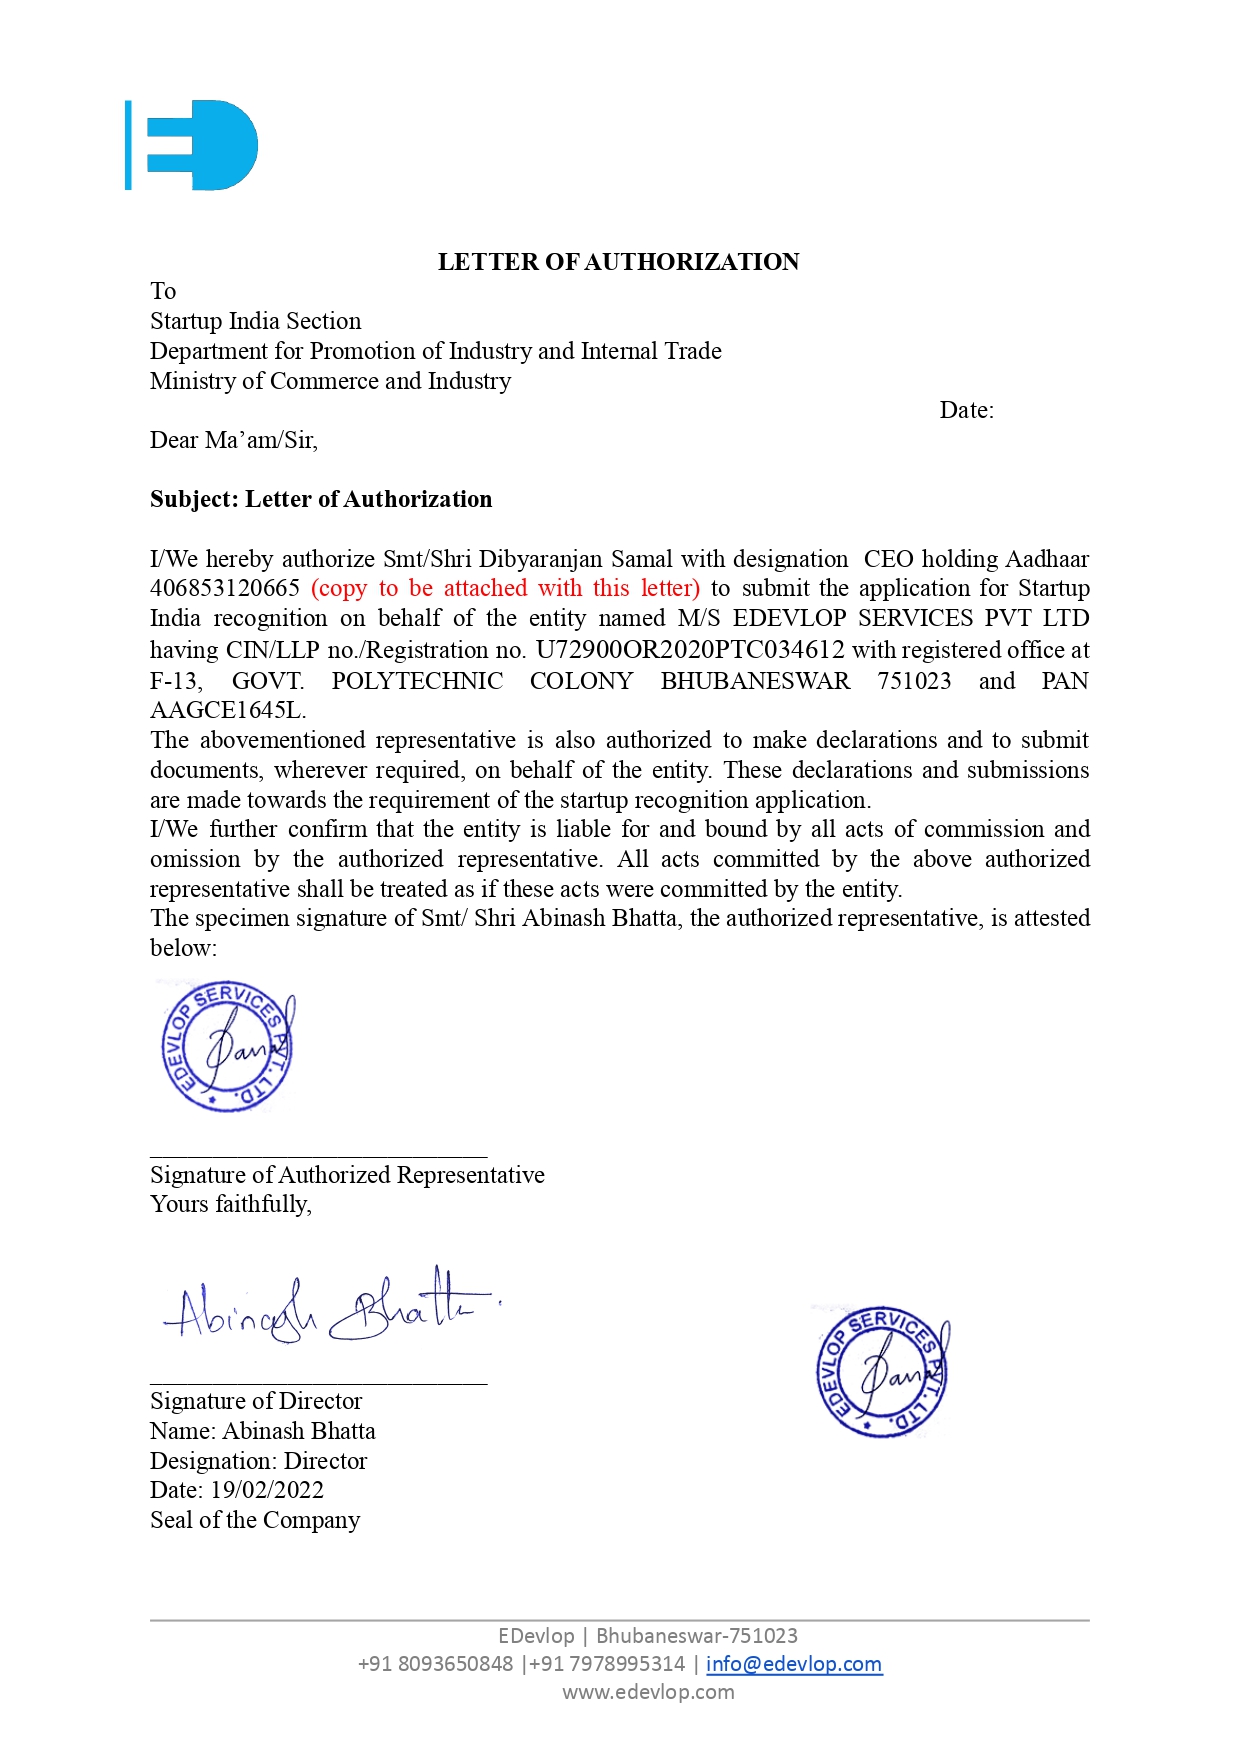 ED
LETTER OF AUTHORIZATION
To
Startup India Section
Department for Promotion of Industry and Internal Trade
Ministry of Commerce and Industry
Date:
Dear Ma’am/Sir,
Subject: Letter of Authorization
I/We hereby authorize Smt/Shri Dibyaranjan Samal with designation CEO holding Aadhaar
406853120665 (copy to be attached with this letter) to submit the application for Startup
India recognition on behalf of the entity named M/S EDEVLOP SERVICES PVT LTD
having CIN/LLP no./Registration no. U72900OR2020PTC034612 with registered office at
F-13, GOVT. POLYTECHNIC COLONY BHUBANESWAR 751023 and PAN
AAGCE1645L.
The abovementioned representative is also authorized to make declarations and to submit
documents, wherever required, on behalf of the entity. These declarations and submissions
are made towards the requirement of the startup recognition application.
I/We further confirm that the entity is liable for and bound by all acts of commission and
omission by the authorized representative. All acts committed by the above authorized
representative shall be treated as if these acts were committed by the entity.
The specimen signature of Smt/ Shri Abinash Bhatta, the authorized representative, is attested
below:
EDEVLOP SERVICES PVT. LTD.
Signature of Authorized Representative
Yours faithfully,
Abinash Bhatta.
EDEVLOP SERVICES PVT. LTD.
Signature of Director
Name: Abinash Bhatta
Designation: Director
Date: 19/02/2022
Seal of the Company
EDevlop | Bhubaneswar-751023
+91 8093650848 |+91 7978995314 | info@edevlop.com
www.edevlop.com